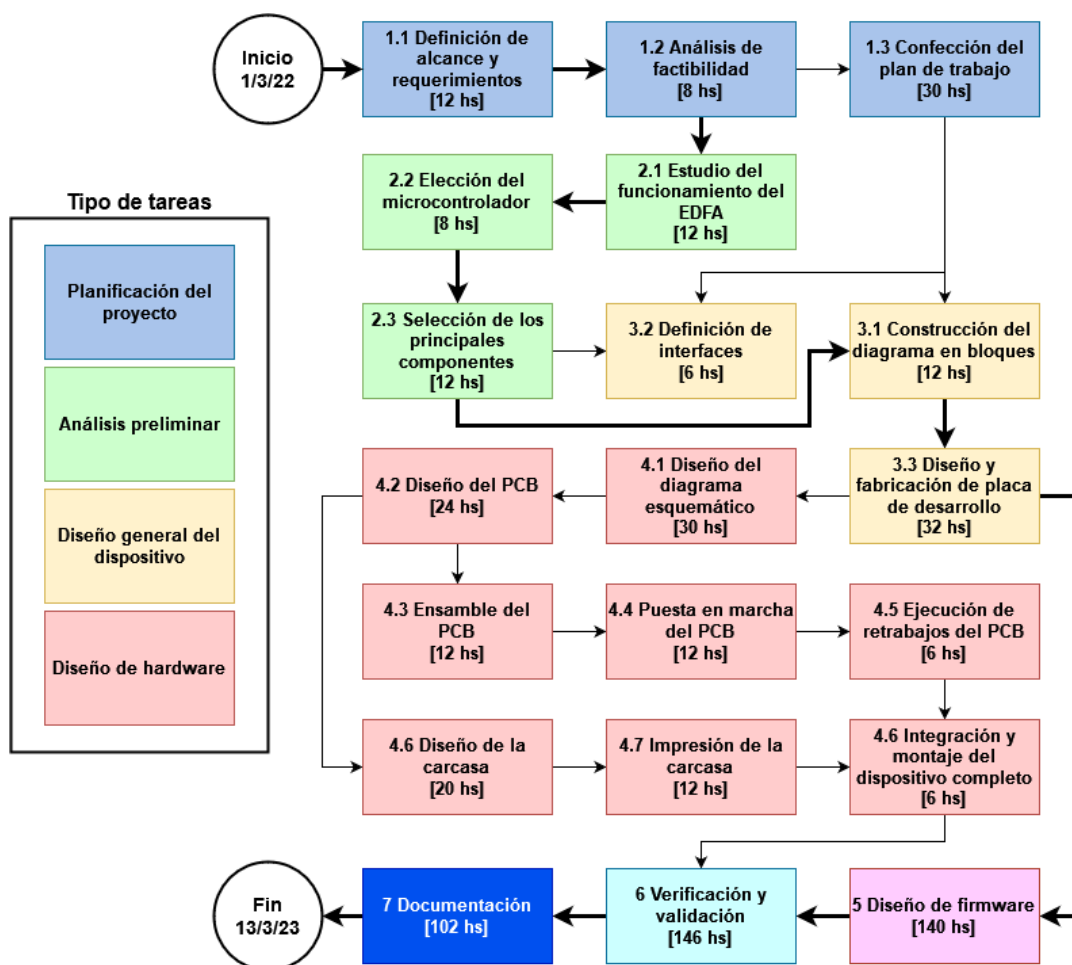 Inicio
1/3/22
1.1 Definición de
alcance y
requerimientos
[12 hs]
1.2 Análisis de
factibilidad
[8 hs]
1.3 Confección del
plan de trabajo
[30 hs]
2.2 Elección del
microcontrolador
[8 hs]
2.1 Estudio del
funcionamiento del
EDFA
[12 hs]
Tipo de tareas
Planificación del
proyecto
Análisis preliminar
Diseño general del
dispositivo
Diseño de hardware
2.3 Selección de los
principales
componentes
[12 hs]
3.2 Definición de
interfaces
[6 hs]
3.1 Construcción del
diagrama en bloques
[12 hs]
4.2 Diseño del PCB
[24 hs]
4.1 Diseño del
diagrama
esquemático
[30 hs]
3.3 Diseño y
fabricación de placa
de desarrollo
[32 hs]
4.3 Ensamble del
PCB
[12 hs]
4.4 Puesta en marcha
del PCB
[12 hs]
4.5 Ejecución de
retrabajos del PCB
[6 hs]
4.6 Diseño de la
carcasa
[20 hs]
4.7 Impresión de la
carcasa
[12 hs]
4.6 Integración y
montaje del
dispositivo completo
[6 hs]
Fin
13/3/23
7 Documentación
[102 hs]
6 Verificación y
validación
[146 hs]
5 Diseño de firmware
[140 hs]